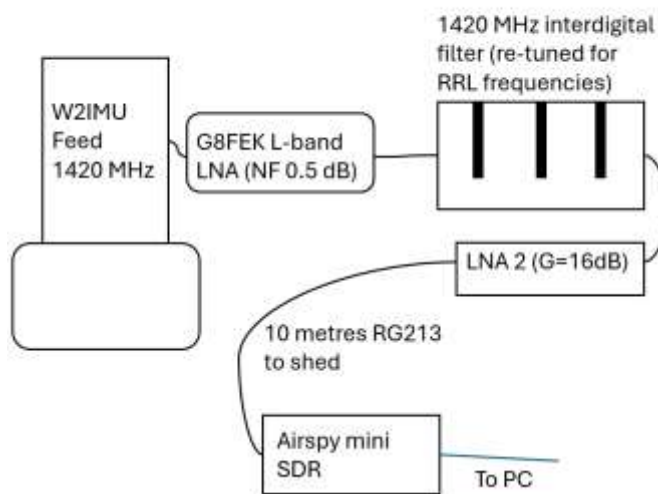 1420 MHz interdigital
filter (re-tuned for
RRL frequencies)
W2IMU
Feed
1420 MHz
G8FEK L-band
LNA (NF 0.5 dB)
LNA 2 (G=16dB)
10 metres RG213
to shed
Airspy mini
SDR
To PC